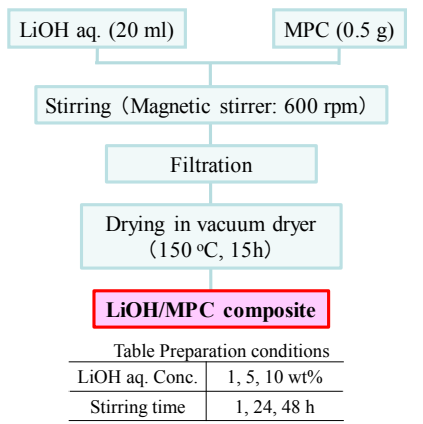 LiOH aq. (20 ml)
MPC (0.5 g)
Stirring（Magnetic stirrer: 600 rpm）
Filtration
Drying in vacuum dryer
（150 ºC, 15h）
LiOH/MPC composite
Table Preparation conditions
LiOH aq. Conc. 1, 5, 10 wt%
Stirring time 1, 24, 48 h